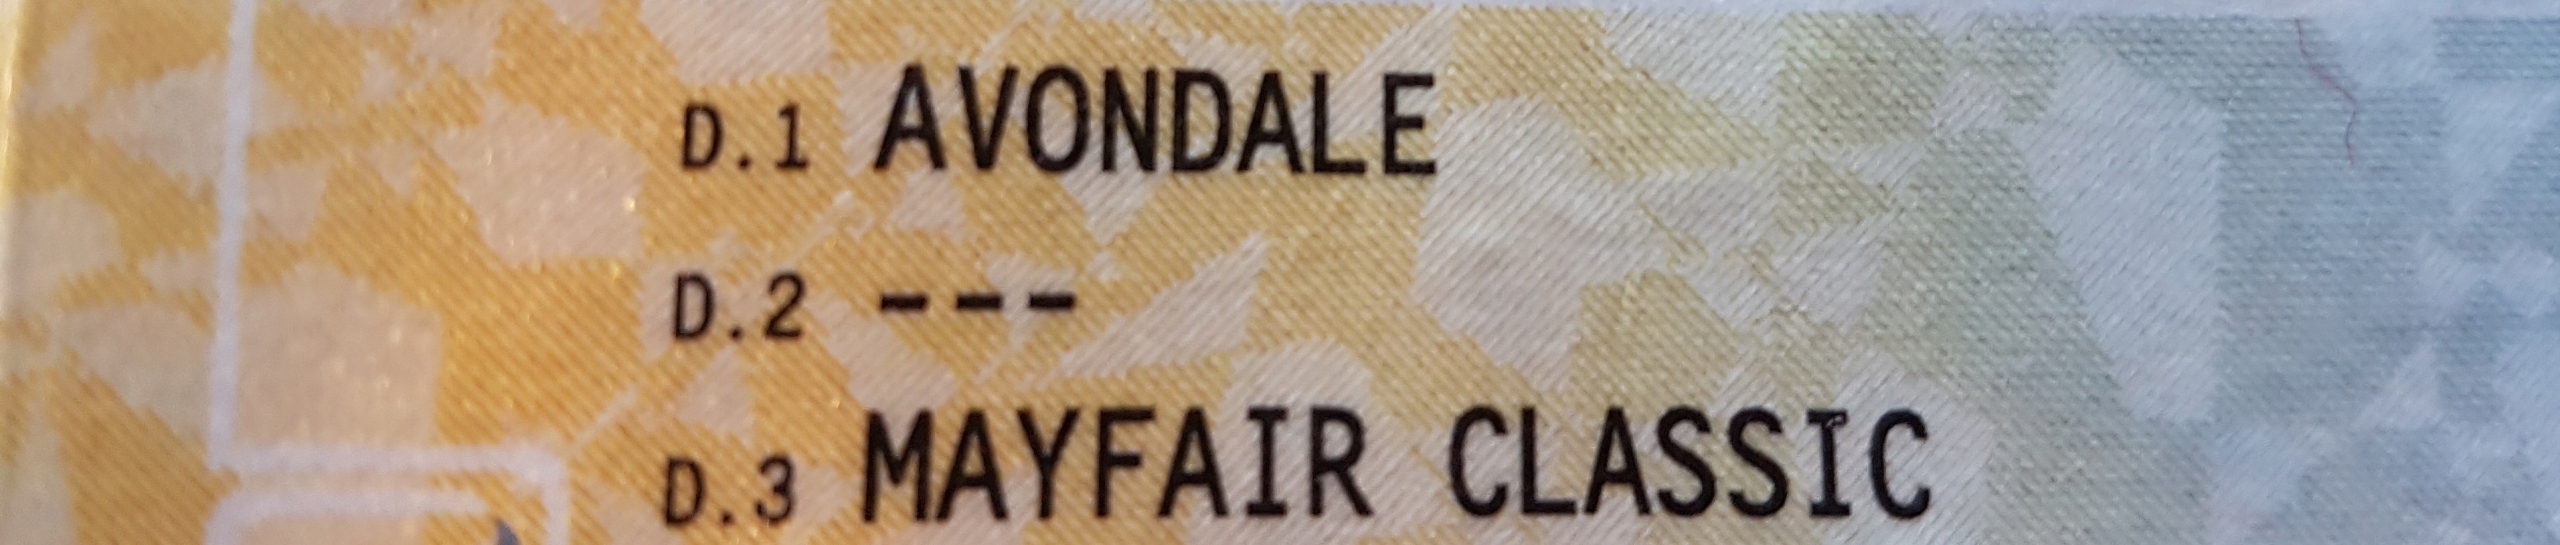 D.1 AVONDALE
D.2 ---
D.3 MAYFAIR CLASSIC